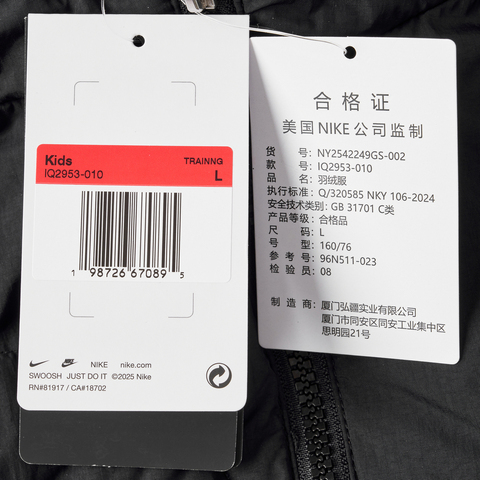 Kids
TRAINNG
IQ2953-010
L
1 98726 67089 5
NIKE nike.com
SWOOSH JUST DO IT ©2025 Nike
RN#81917 / CA#18702
合格证
美国NIKE公司监制
货号: NY2542249GS-002
款号: IQ2953-010
品名: 羽绒服
执行标准: Q/320585 NKY 106-2024
安全技术类别: GB 31701 C类
产品等级: 合格品
尺码: L
号型: 160/76
参考号: 96N511-023
检验员: 08
制造商: 厦门弘疆实业有限公司
厦门市同安区同安工业集中区
思明园21号